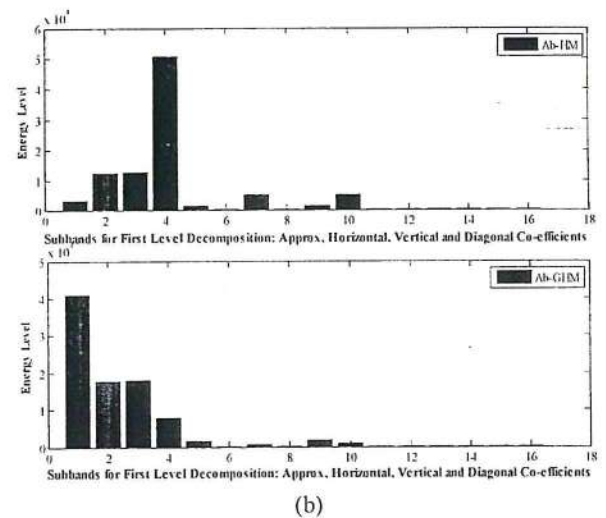 x 10
6
5
4
3
2
1
0
Energy Level
Ab-HM
0 2 4 6 8 10 12 14 16 18
Subbands for First Level Decomposition: Approx, Horizontal, Vertical and Diagonal Co-efficients
x 10
5
4
3
2
1
0
Energy Level
Ab-GHM
0 2 4 6 8 10 12 14 16 18
Subbands for First Level Decomposition: Approx, Horizontal, Vertical and Diagonal Co-efficients
(b)